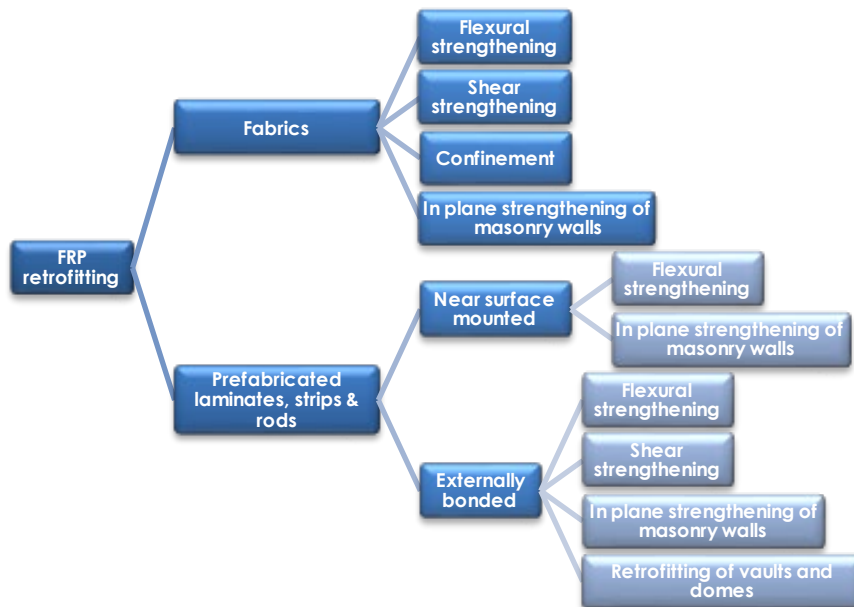 Flexural
strengthening
Shear
strengthening
Fabrics
Confinement
In plane strengthening of
masonry walls
FRP
retrofitting
Near surface
mounted
Flexural
strengthening
In plane strengthening of
masonry walls
Prefabricated
laminates, strips &
rods
Flexural
strengthening
Shear
strengthening
Externally
bonded
In plane strengthening of
masonry walls
Retrofitting of vaults and
domes